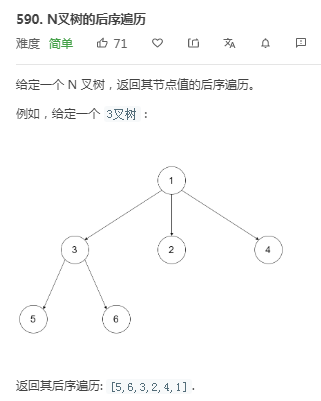 590. N叉树的后序遍历
难度 简单 71
给定一个 N 叉树，返回其节点值的后序遍历。
例如，给定一个 3叉树 :
1
3 2 4
5 6
返回其后序遍历: [5,6,3,2,4,1].